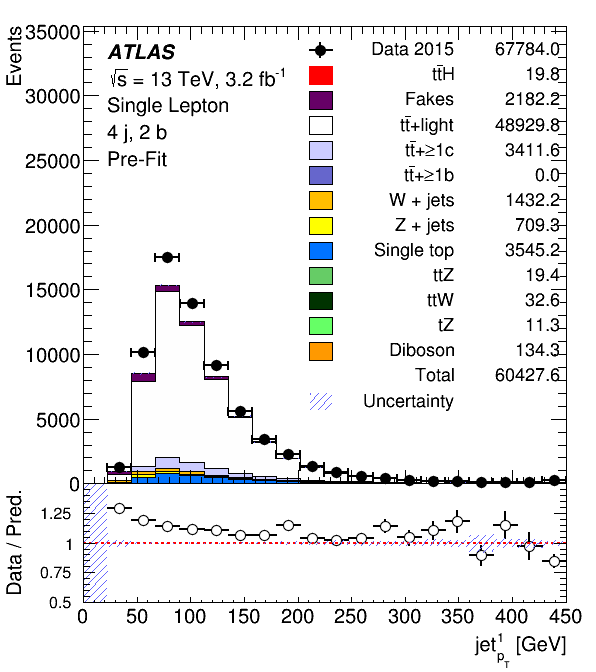 Events
35000
30000
25000
20000
15000
10000
5000
0
ATLAS
√s = 13 TeV, 3.2 fb⁻¹
Single Lepton
4 j, 2 b
Pre-Fit
Data 2015 67784.0
tt̄H 19.8
Fakes 2182.2
tt̄+light 48929.8
tt̄+≥1c 3411.6
tt̄+≥1b 0.0
W + jets 1432.2
Z + jets 709.3
Single top 3545.2
ttZ 19.4
ttW 32.6
tZ 11.3
Diboson 134.3
Total 60427.6
Uncertainty
Data / Pred.
1.25
1
0.75
0.5
0 50 100 150 200 250 300 350 400 450
jet¹_{p_T} [GeV]